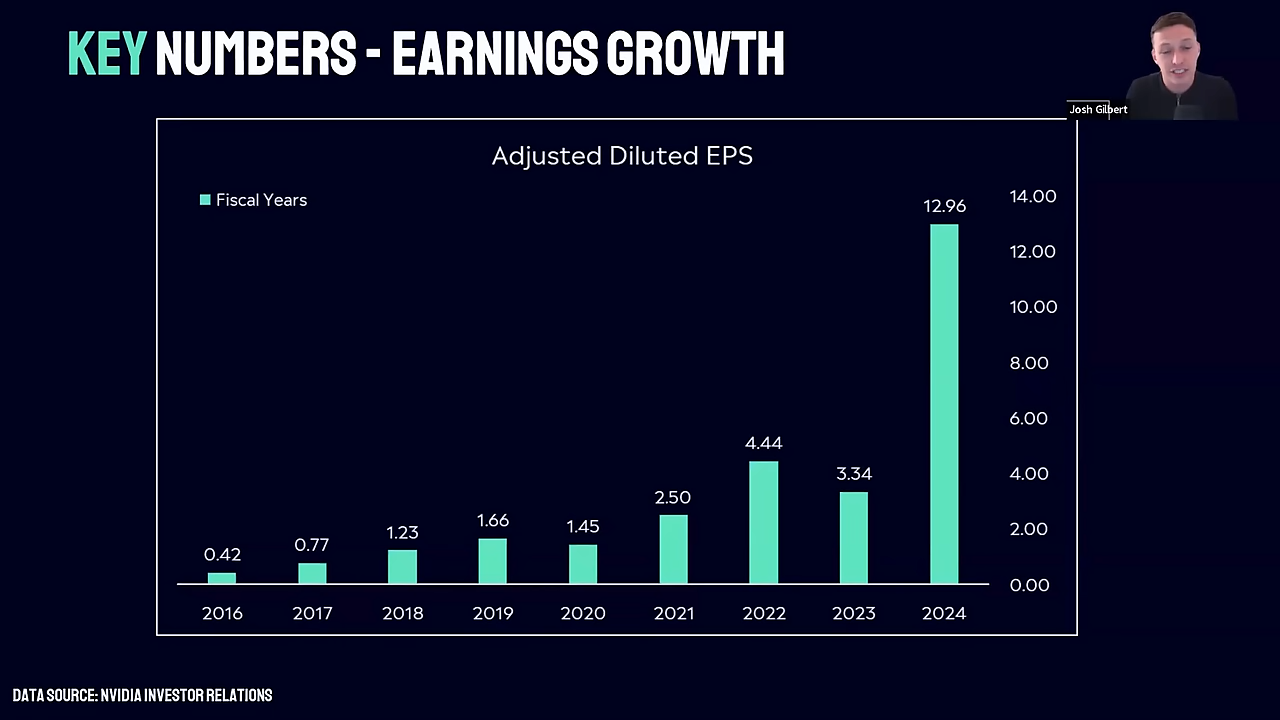 KEY NUMBERS - EARNINGS GROWTH
Josh Gilbert
Adjusted Diluted EPS
Fiscal Years
14.00
12.00
10.00
8.00
6.00
4.00
2.00
0.00
0.42
0.77
1.23
1.66
1.45
2.50
4.44
3.34
12.96
2016 2017 2018 2019 2020 2021 2022 2023 2024
DATA SOURCE: NVIDIA INVESTOR RELATIONS